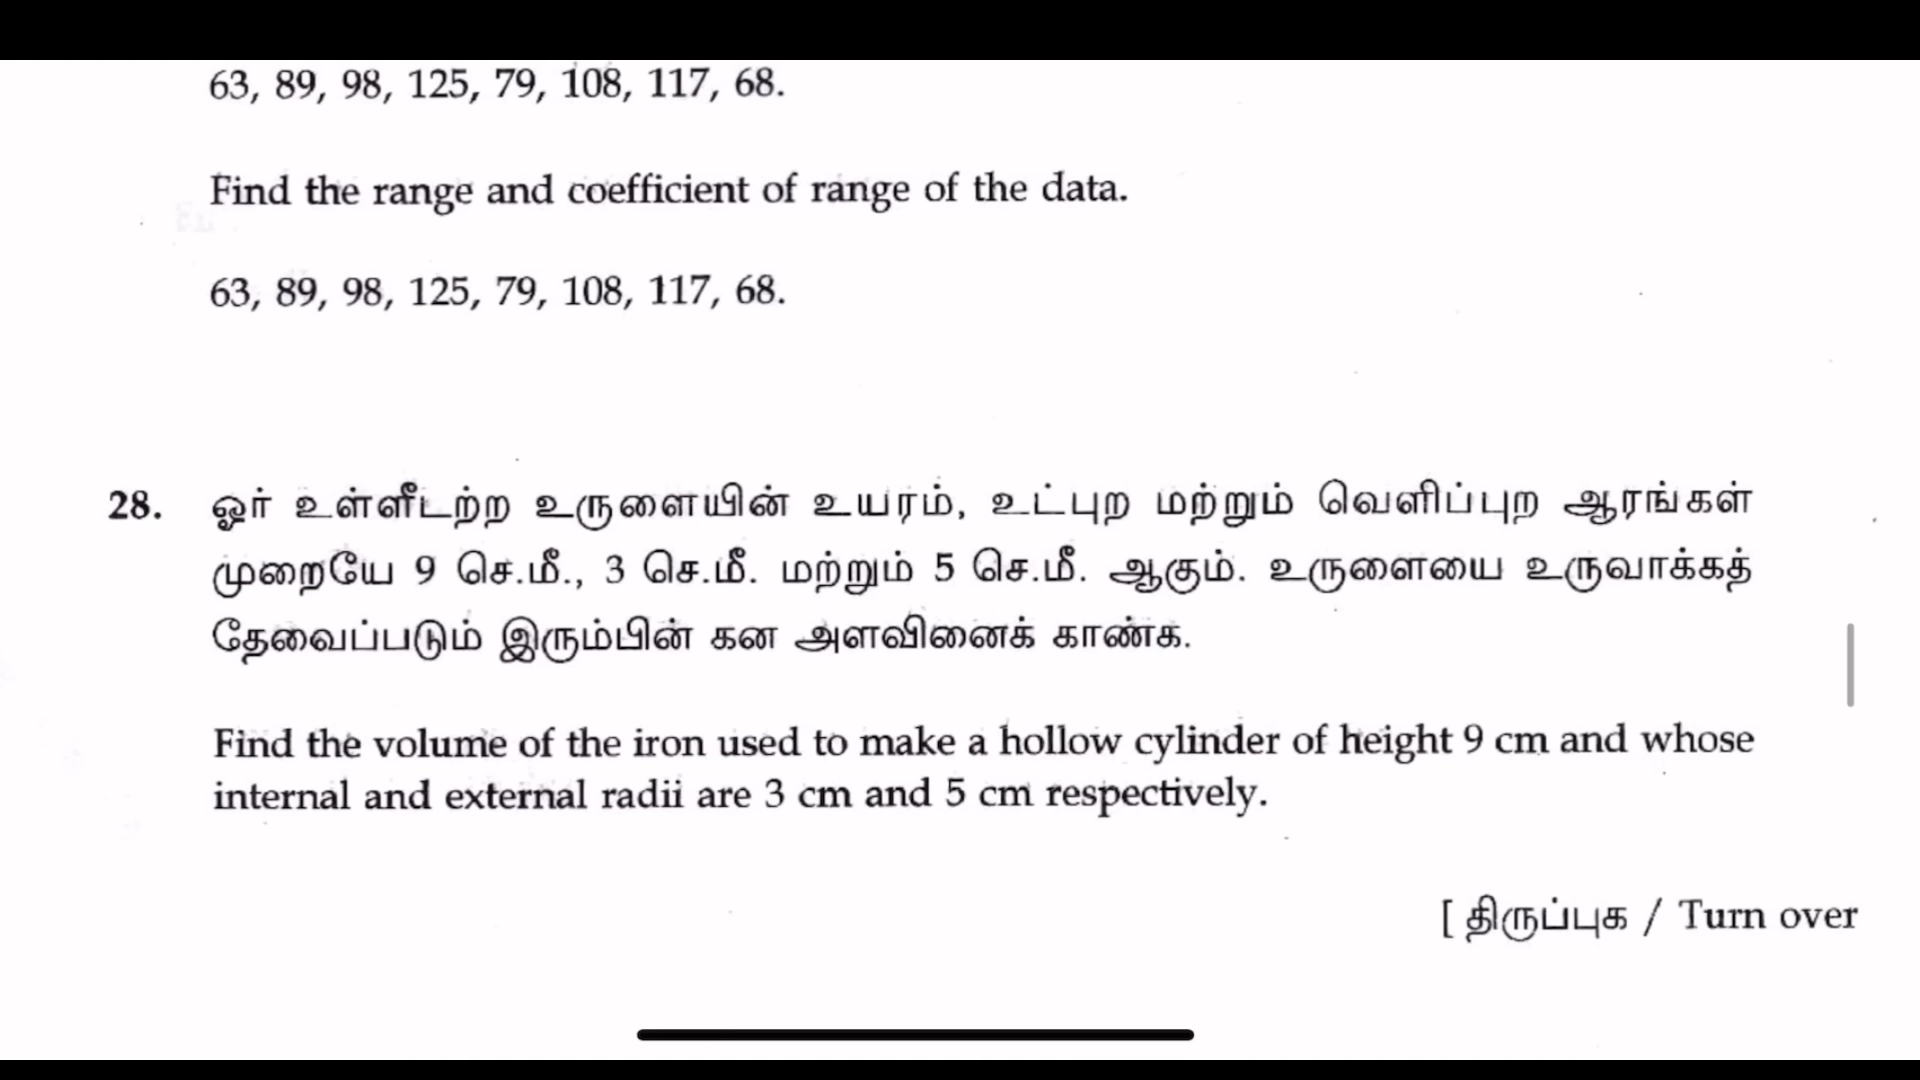 63, 89, 98, 125, 79, 108, 117, 68.
Find the range and coefficient of range of the data.
63, 89, 98, 125, 79, 108, 117, 68.
28. ஓர் உள்ளீடற்ற உருளையின் உயரம், உட்புற மற்றும் வெளிப்புற ஆரங்கள்
முறையே 9 செ.மீ., 3 செ.மீ. மற்றும் 5 செ.மீ. ஆகும். உருளையை உருவாக்கத்
தேவைப்படும் இரும்பின் கன அளவினைக் காண்க.
Find the volume of the iron used to make a hollow cylinder of height 9 cm and whose
internal and external radii are 3 cm and 5 cm respectively.
[ திருப்புக / Turn over